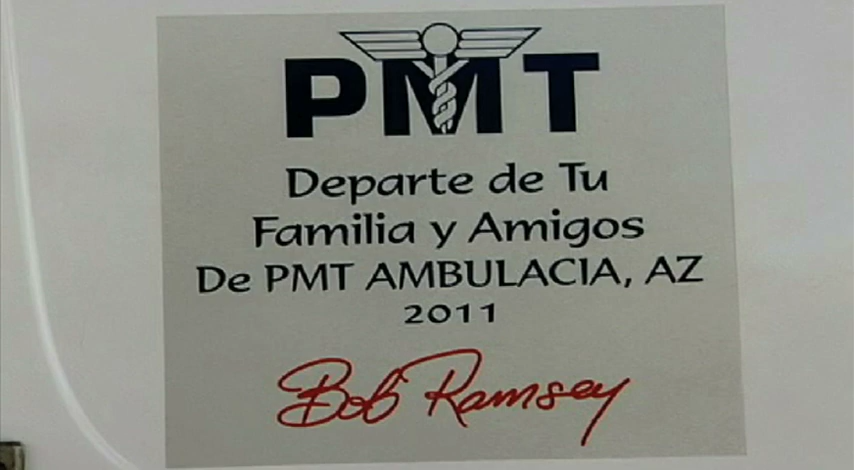 PMT
Departe de Tu
Familia y Amigos
De PMT AMBULACIA, AZ
2011
Bob Ramsey